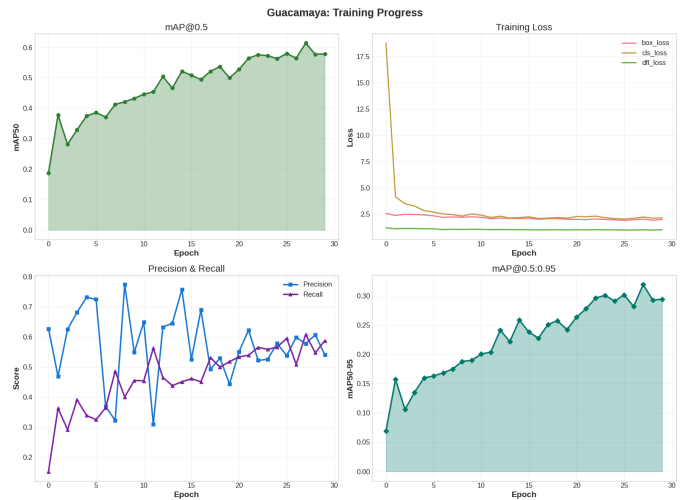 Guacamaya: Training Progress
mAP@0.5
mAP50
0.6
0.5
0.4
0.3
0.2
0.1
0.0
0 5 10 15 20 25 30
Epoch
Training Loss
Loss
17.5
15.0
12.5
10.0
7.5
5.0
2.5
box_loss
cls_loss
dfl_loss
0 5 10 15 20 25 30
Epoch
Precision & Recall
Score
0.8
0.7
0.6
0.5
0.4
0.3
0.2
Precision
Recall
0 5 10 15 20 25 30
Epoch
mAP@0.5:0.95
mAP50-95
0.30
0.25
0.20
0.15
0.10
0.05
0.00
0 5 10 15 20 25 30
Epoch